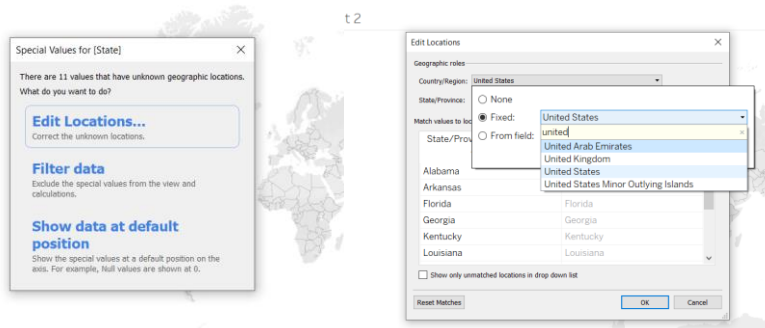 t 2
Special Values for [State]
There are 11 values that have unknown geographic locations.
What do you want to do?
Edit Locations...
Correct the unknown locations.
Filter data
Exclude the special values from the view and
calculations.
Show data at default
position
Show the special values at a default position on the
axis. For example, Null values are shown at 0.
Edit Locations
Geographic roles
Country/Region: United States
State/Province:
None
Fixed: United States
From field:
united
United Arab Emirates
United Kingdom
United States
United States Minor Outlying Islands
Match values to loc
State/Prov
Alabama
Arkansas
Florida Florida
Georgia Georgia
Kentucky Kentucky
Louisiana Louisiana
Show only unmatched locations in drop down list
Reset Matches OK Cancel